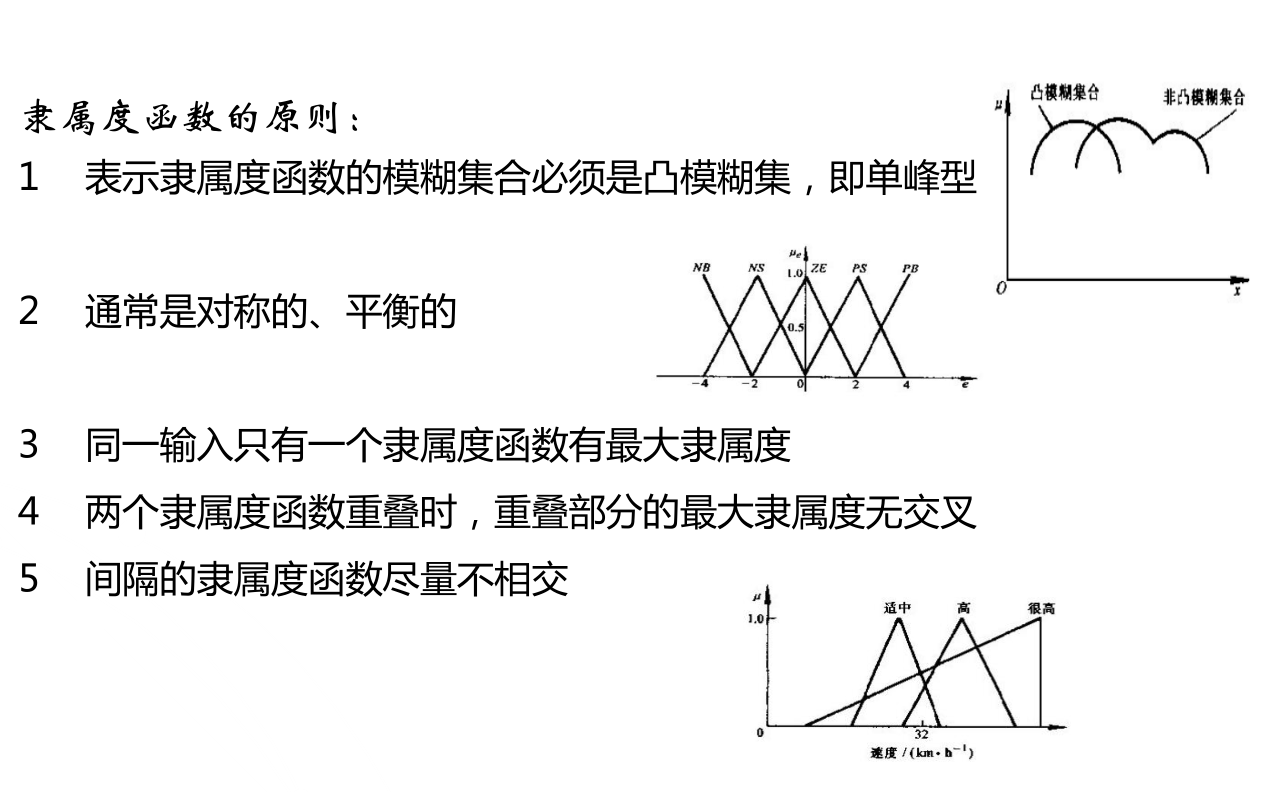 隶属度函数的原则：
1 表示隶属度函数的模糊集合必须是凸模糊集，即单峰型
μ 凸模糊集合 非凸模糊集合
O x
2 通常是对称的、平衡的
μe
NB NS 1.0 ZE PS PB
0.5
-4 -2 0 2 4 e
3 同一输入只有一个隶属度函数有最大隶属度
4 两个隶属度函数重叠时，重叠部分的最大隶属度无交叉
5 间隔的隶属度函数尽量不相交
μ
1.0 适中 高 很高
0 32
速度/(km·h⁻¹)